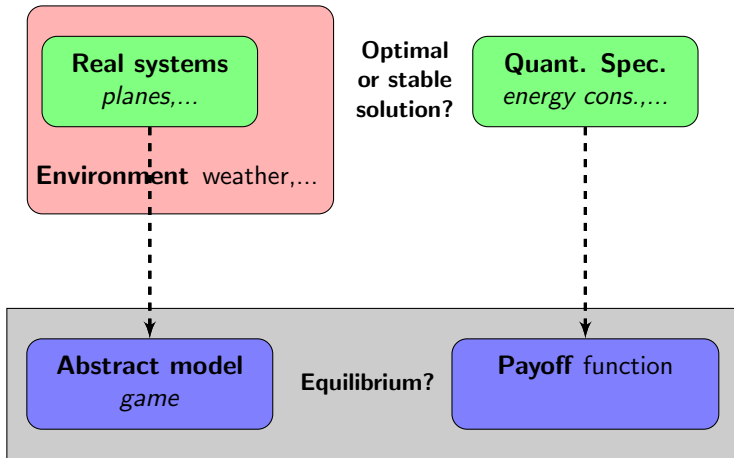 Real systems
planes,...
Environment weather,...
Optimal
or stable
solution?
Quant. Spec.
energy cons.,...
Abstract model
game
Equilibrium?
Payoff function